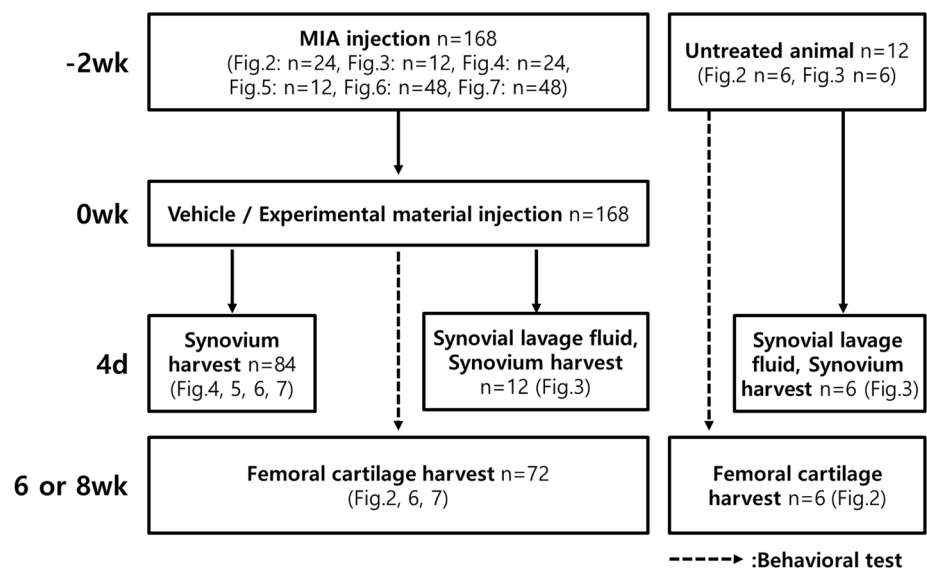 -2wk
MIA injection n=168
(Fig.2: n=24, Fig.3: n=12, Fig.4: n=24,
Fig.5: n=12, Fig.6: n=48, Fig.7: n=48)
Untreated animal n=12
(Fig.2 n=6, Fig.3 n=6)
0wk
Vehicle / Experimental material injection n=168
4d
Synovium
harvest n=84
(Fig.4, 5, 6, 7)
Synovial lavage fluid,
Synovium harvest
n=12 (Fig.3)
Synovial lavage
fluid, Synovium
harvest n=6 (Fig.3)
6 or 8wk
Femoral cartilage harvest n=72
(Fig.2, 6, 7)
Femoral cartilage
harvest n=6 (Fig.2)
:Behavioral test